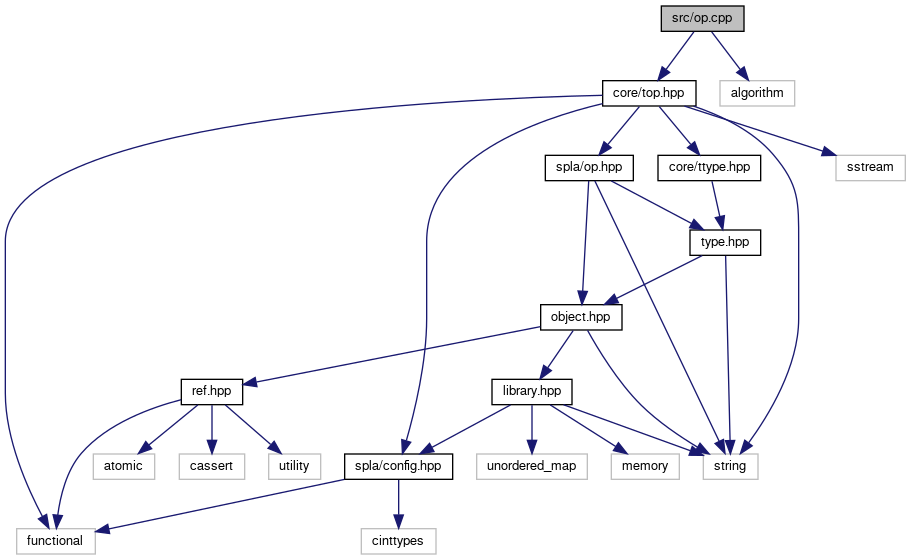 src/op.cpp
core/top.hpp
algorithm
spla/op.hpp
core/ttype.hpp
sstream
type.hpp
object.hpp
ref.hpp
library.hpp
atomic
cassert
utility
spla/config.hpp
unordered_map
memory
string
functional
cinttypes